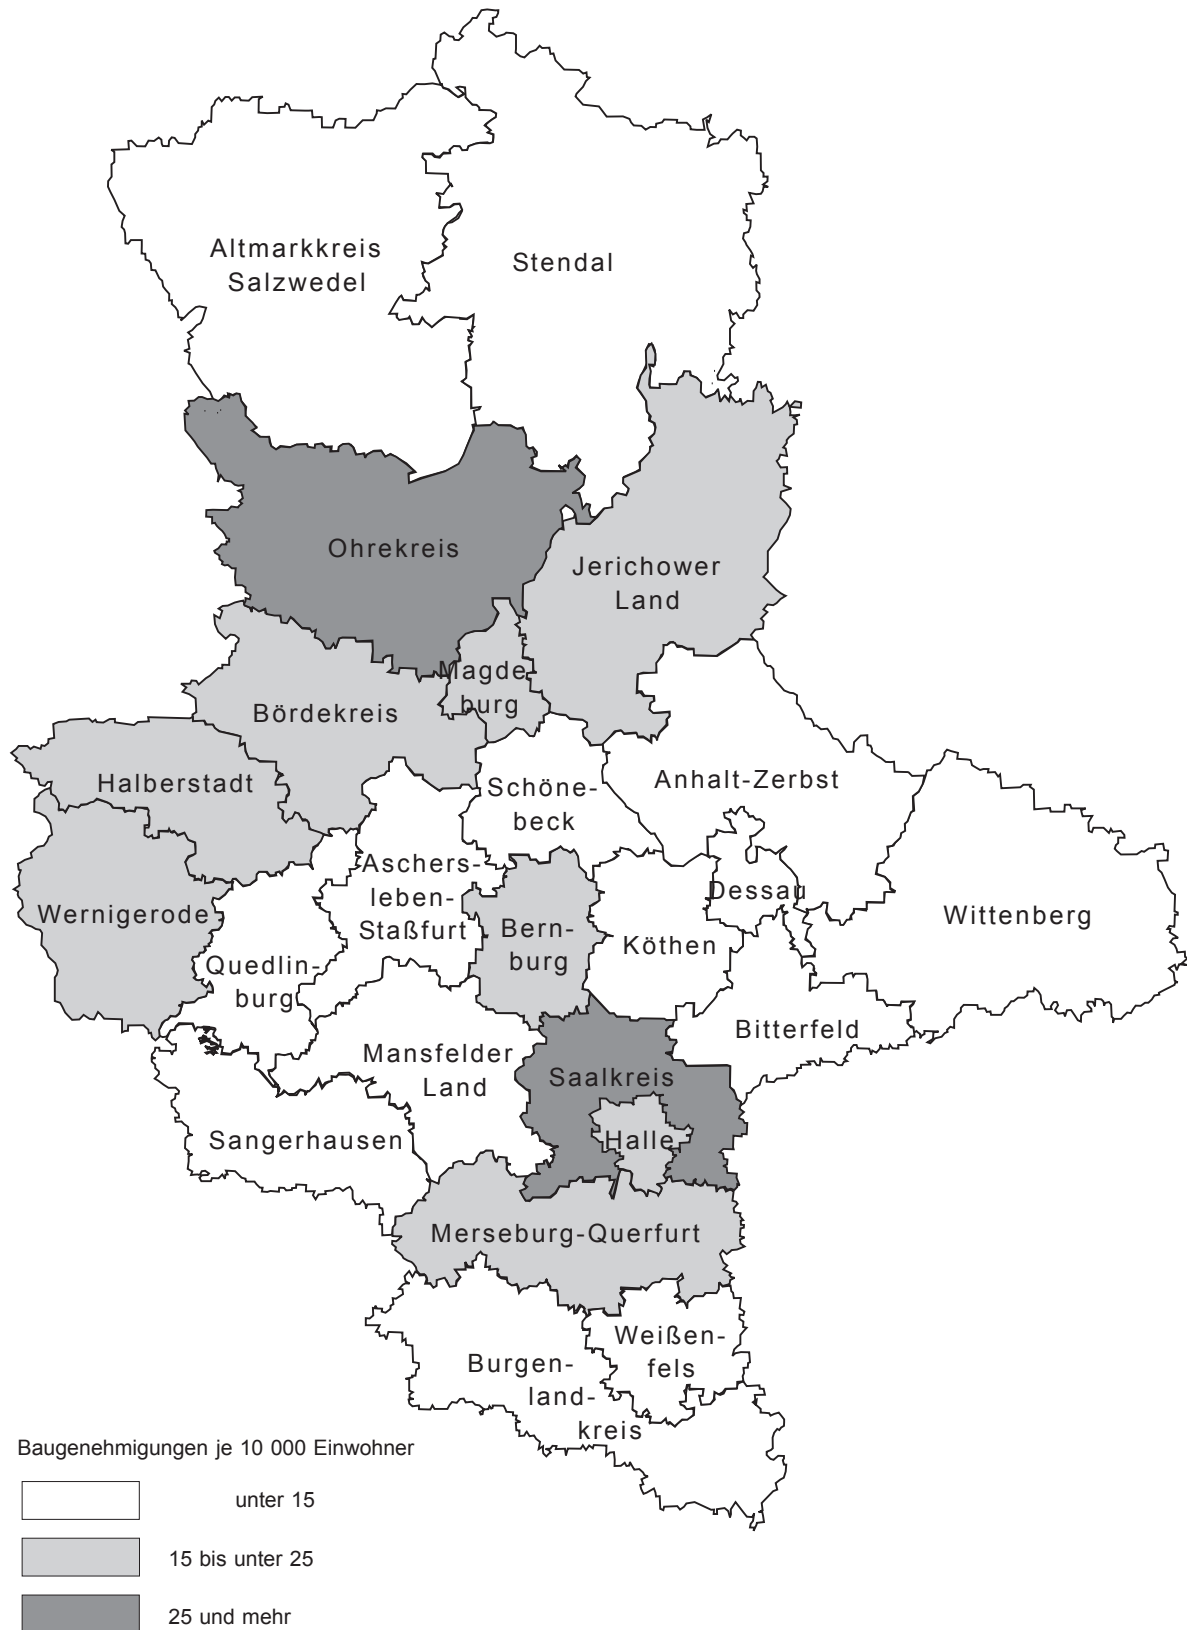 Altmarkkreis
Salzwedel
Stendal
Ohrekreis
Jerichower
Land
Magde
burg
Bördekreis
Halberstadt
Schöne-
beck
Anhalt-Zerbst
Aschers-
leben-
Staßfurt
Dessau
Wernigerode
Wittenberg
Bern-
burg
Köthen
Quedlin-
burg
Bitterfeld
Mansfelder
Land
Saalkreis
Sangerhausen
Halle
Merseburg-Querfurt
Weißen-
fels
Burgen-
land-
kreis
Baugenehmigungen je 10 000 Einwohner
unter 15
15 bis unter 25
25 und mehr